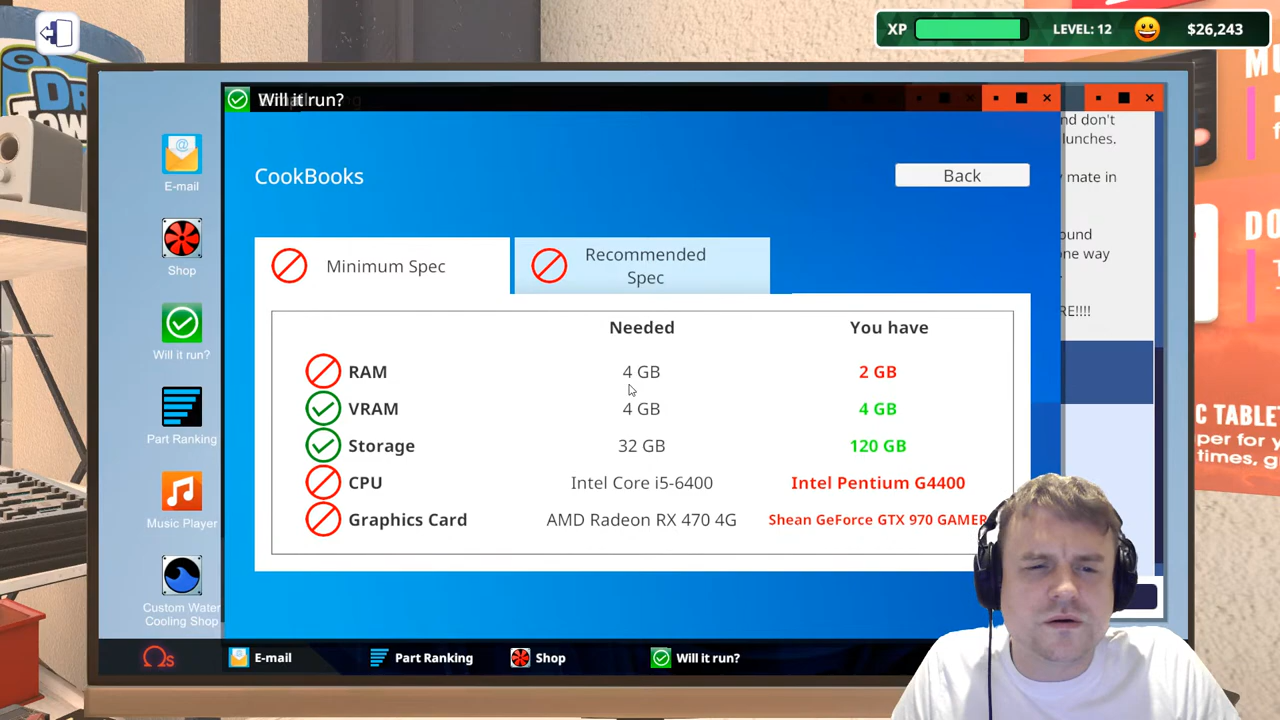 XP
LEVEL: 12
$26,243
Will it run?
nd don't
lunches.
CookBooks
Back
mate in
Minimum Spec
Recommended
Spec
ound
one way
RE!!!!
Needed
You have
RAM
4 GB
2 GB
VRAM
4 GB
4 GB
Storage
32 GB
120 GB
CPU
Intel Core i5-6400
Intel Pentium G4400
Graphics Card
AMD Radeon RX 470 4G
Shean GeForce GTX 970 GAMER
E-mail
Shop
Will it run?
Part Ranking
Music Player
Custom Water
Cooling Shop
E-mail
Part Ranking
Shop
Will it run?
C TABLET
per for y
times, g